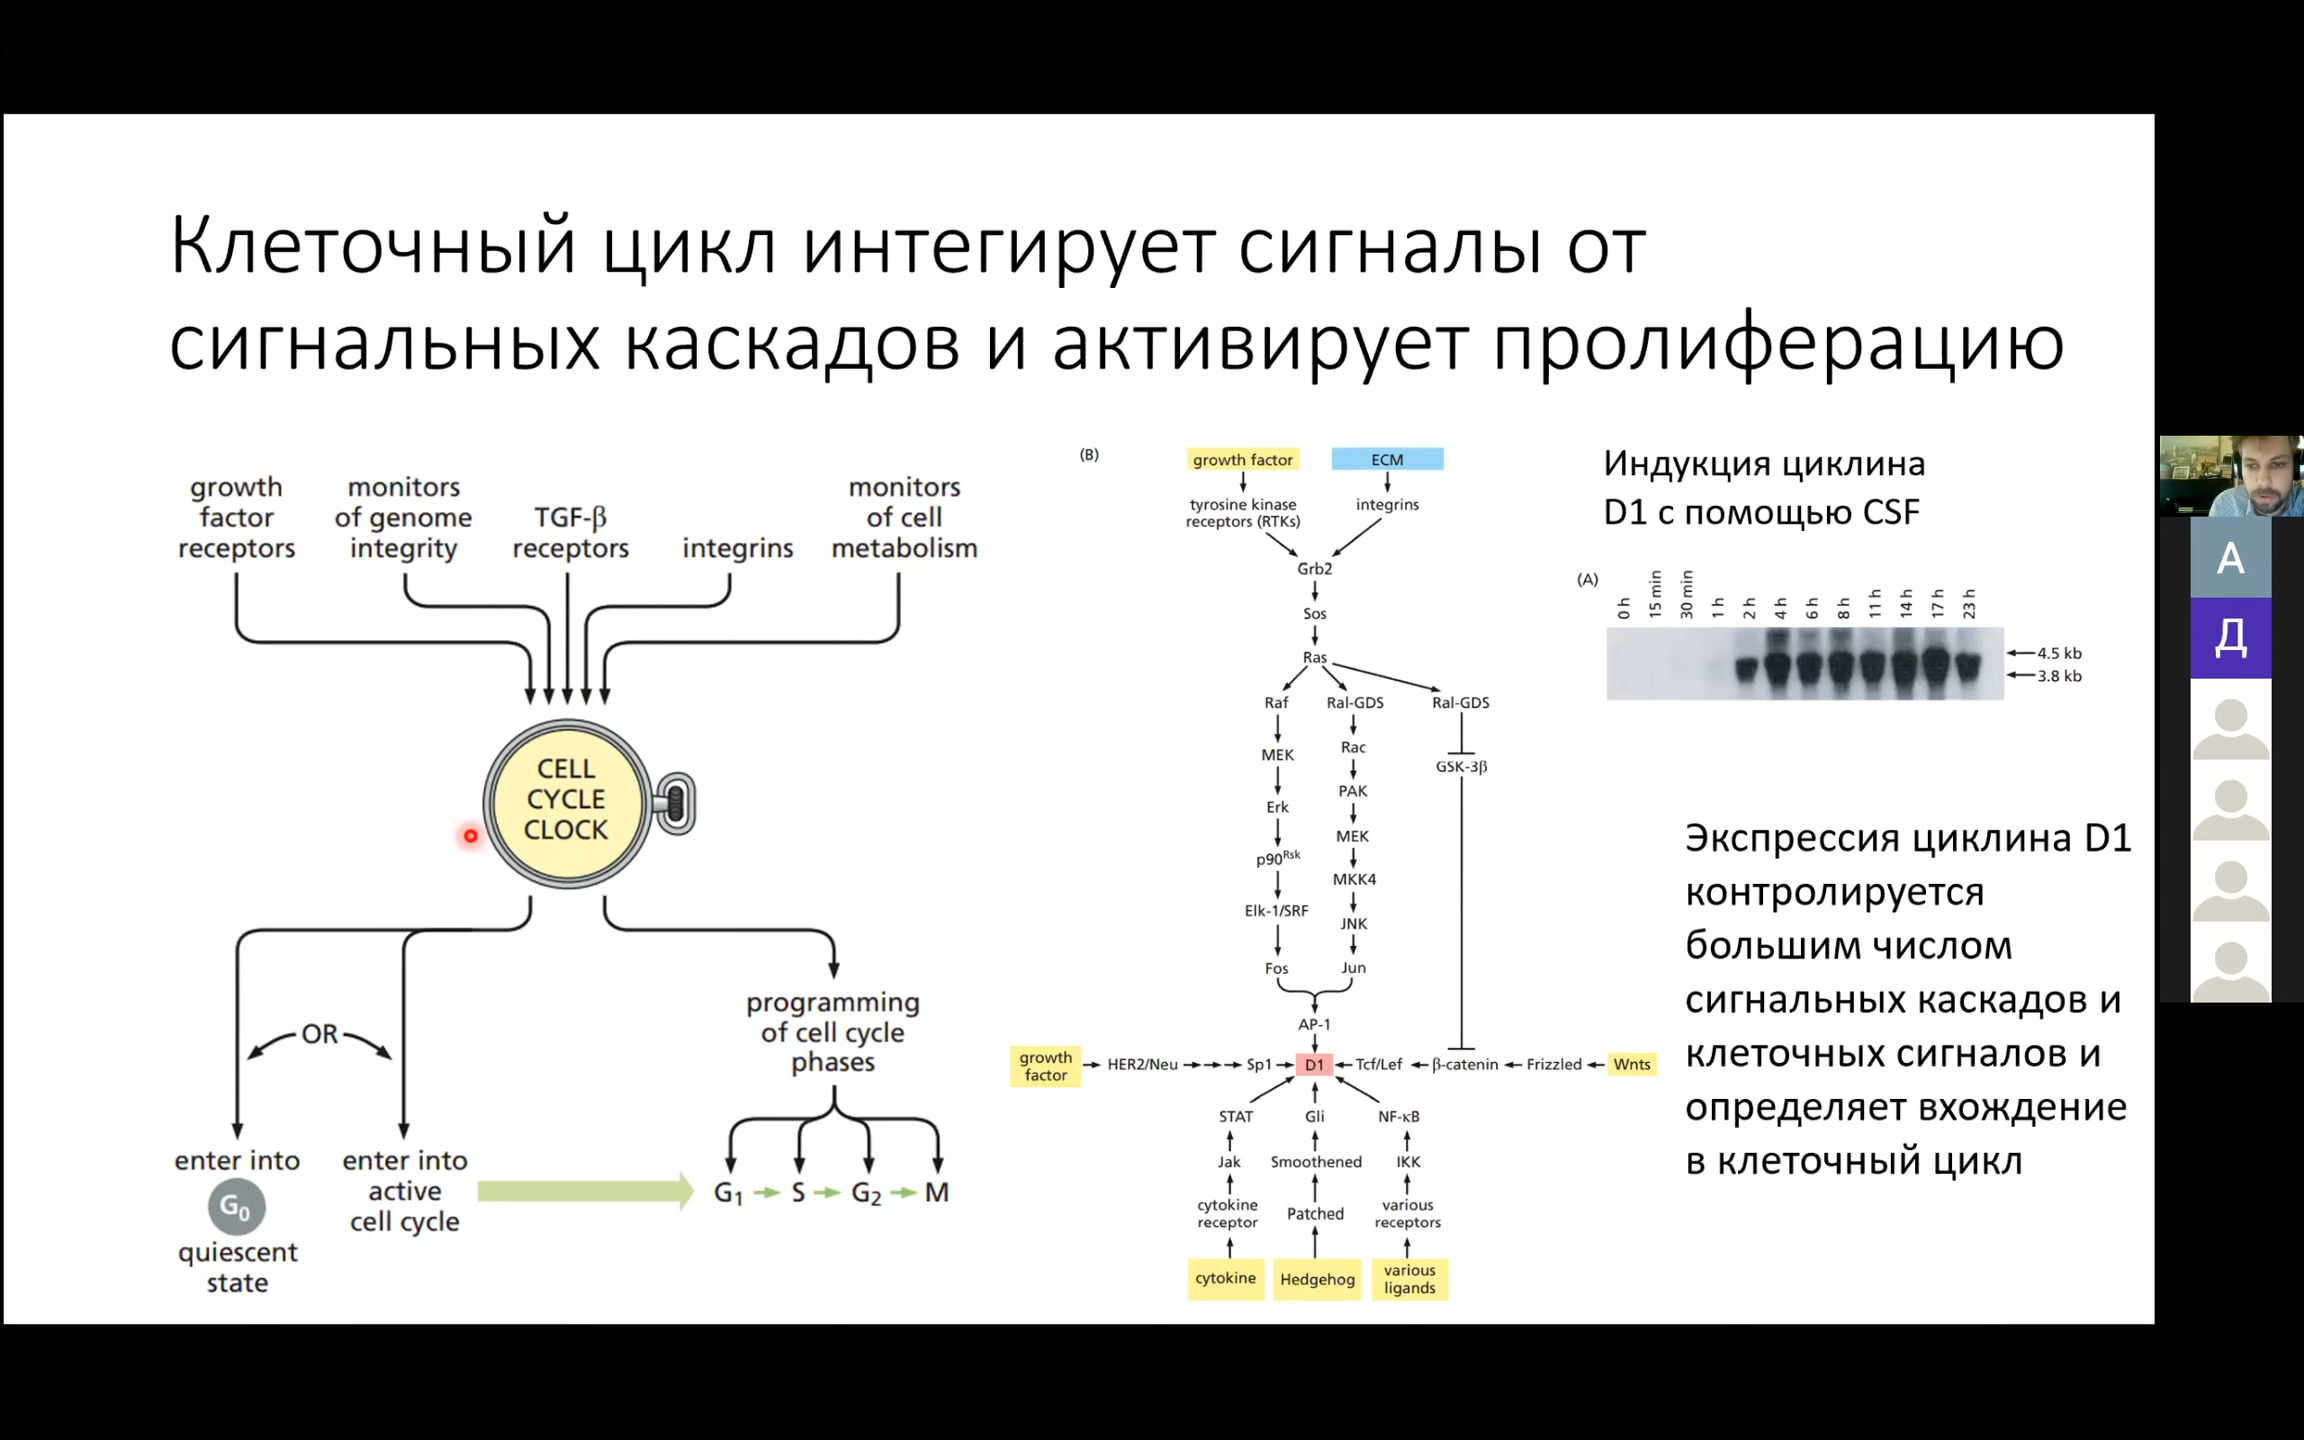 Клеточный цикл интегирует сигналы от
сигнальных каскадов и активирует пролиферацию
growth
factor
receptors
monitors
of genome
integrity
TGF-β
receptors
integrins
monitors
of cell
metabolism
CELL
CYCLE
CLOCK
OR
programming
of cell cycle
phases
enter into
G₀
quiescent
state
enter into
active
cell cycle
G₁ S G₂ M
(B)
growth factor
ECM
tyrosine kinase
receptors (RTKs)
integrins
Grb2
Sos
Ras
Raf
Ral-GDS
Ral-GDS
MEK
Rac
GSK-3β
PAK
Erk
MEK
p90Rsk
MKK4
Elk-1/SRF
JNK
Fos
Jun
AP-1
growth
factor
HER2/Neu
Sp1
D1
Tcf/Lef
β-catenin
Frizzled
Wnts
STAT
Gli
NF-κB
Jak
Smoothened
IKK
cytokine
receptor
Patched
various
receptors
cytokine
Hedgehog
various
ligands
Индукция циклина
D1 с помощью CSF
(A)
0 h
15 min
30 min
1 h
2 h
4 h
6 h
8 h
11 h
14 h
17 h
23 h
4.5 kb
3.8 kb
Экспрессия циклина D1
контролируется
большим числом
сигнальных каскадов и
клеточных сигналов и
определяет вхождение
в клеточный цикл
А
Д